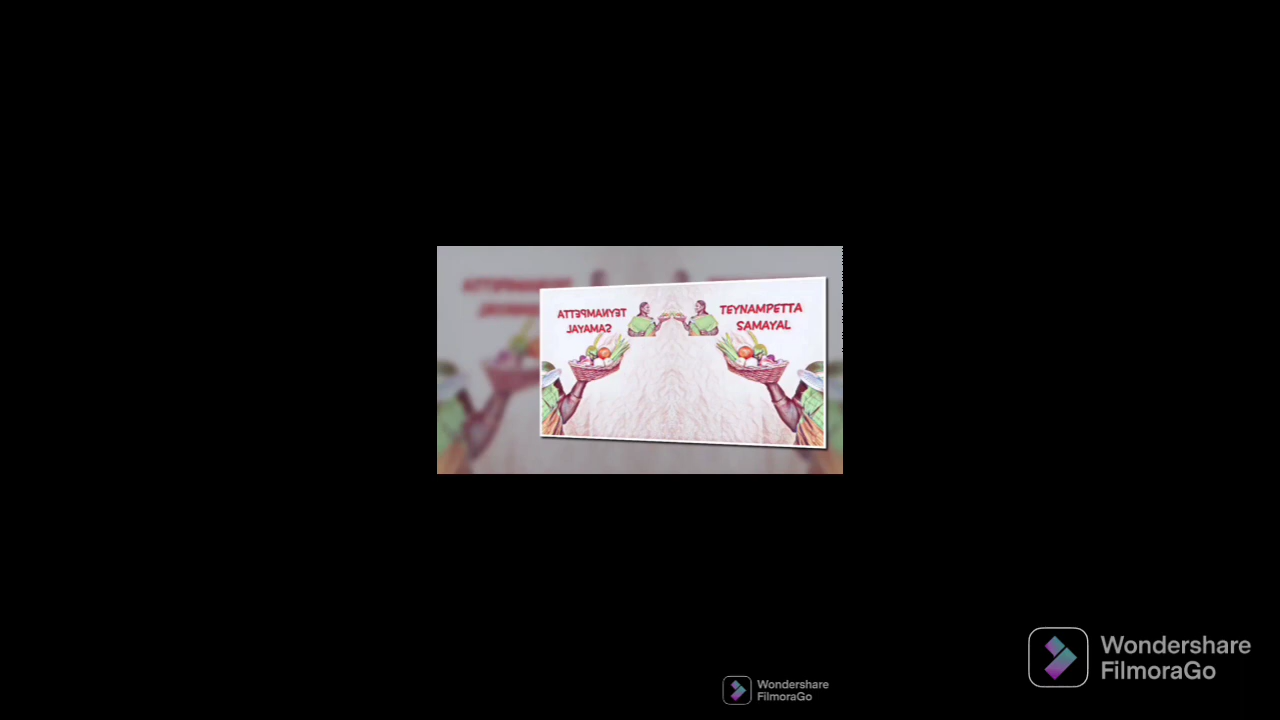 TEYNAMPETTA
SAMAYAL
TEYNAMPETTA
SAMAYAL
Wondershare
FilmoraGo
Wondershare
FilmoraGo